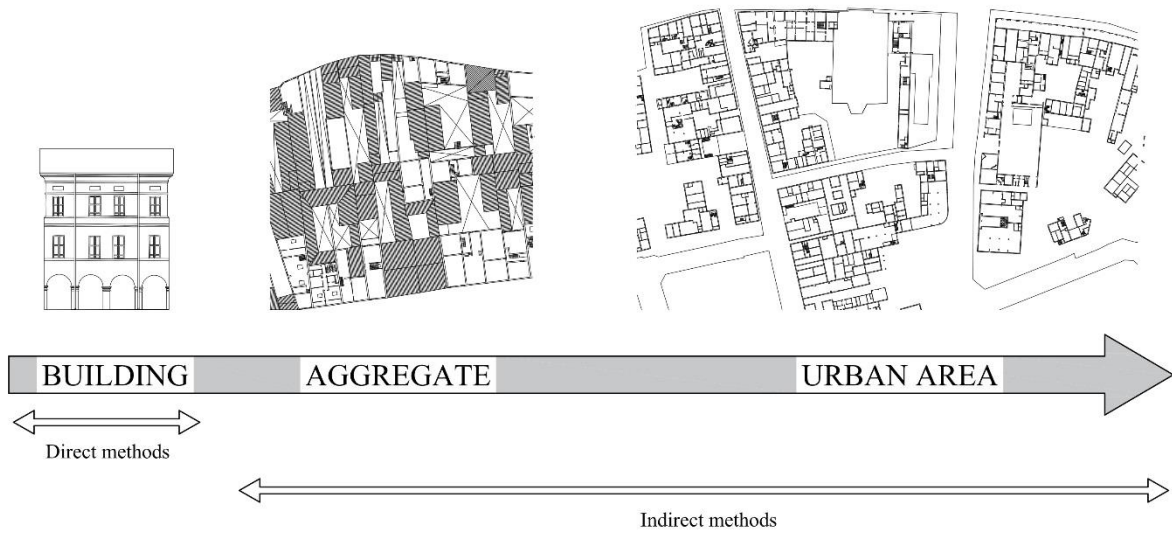 BUILDING
AGGREGATE
URBAN AREA
Direct methods
Indirect methods